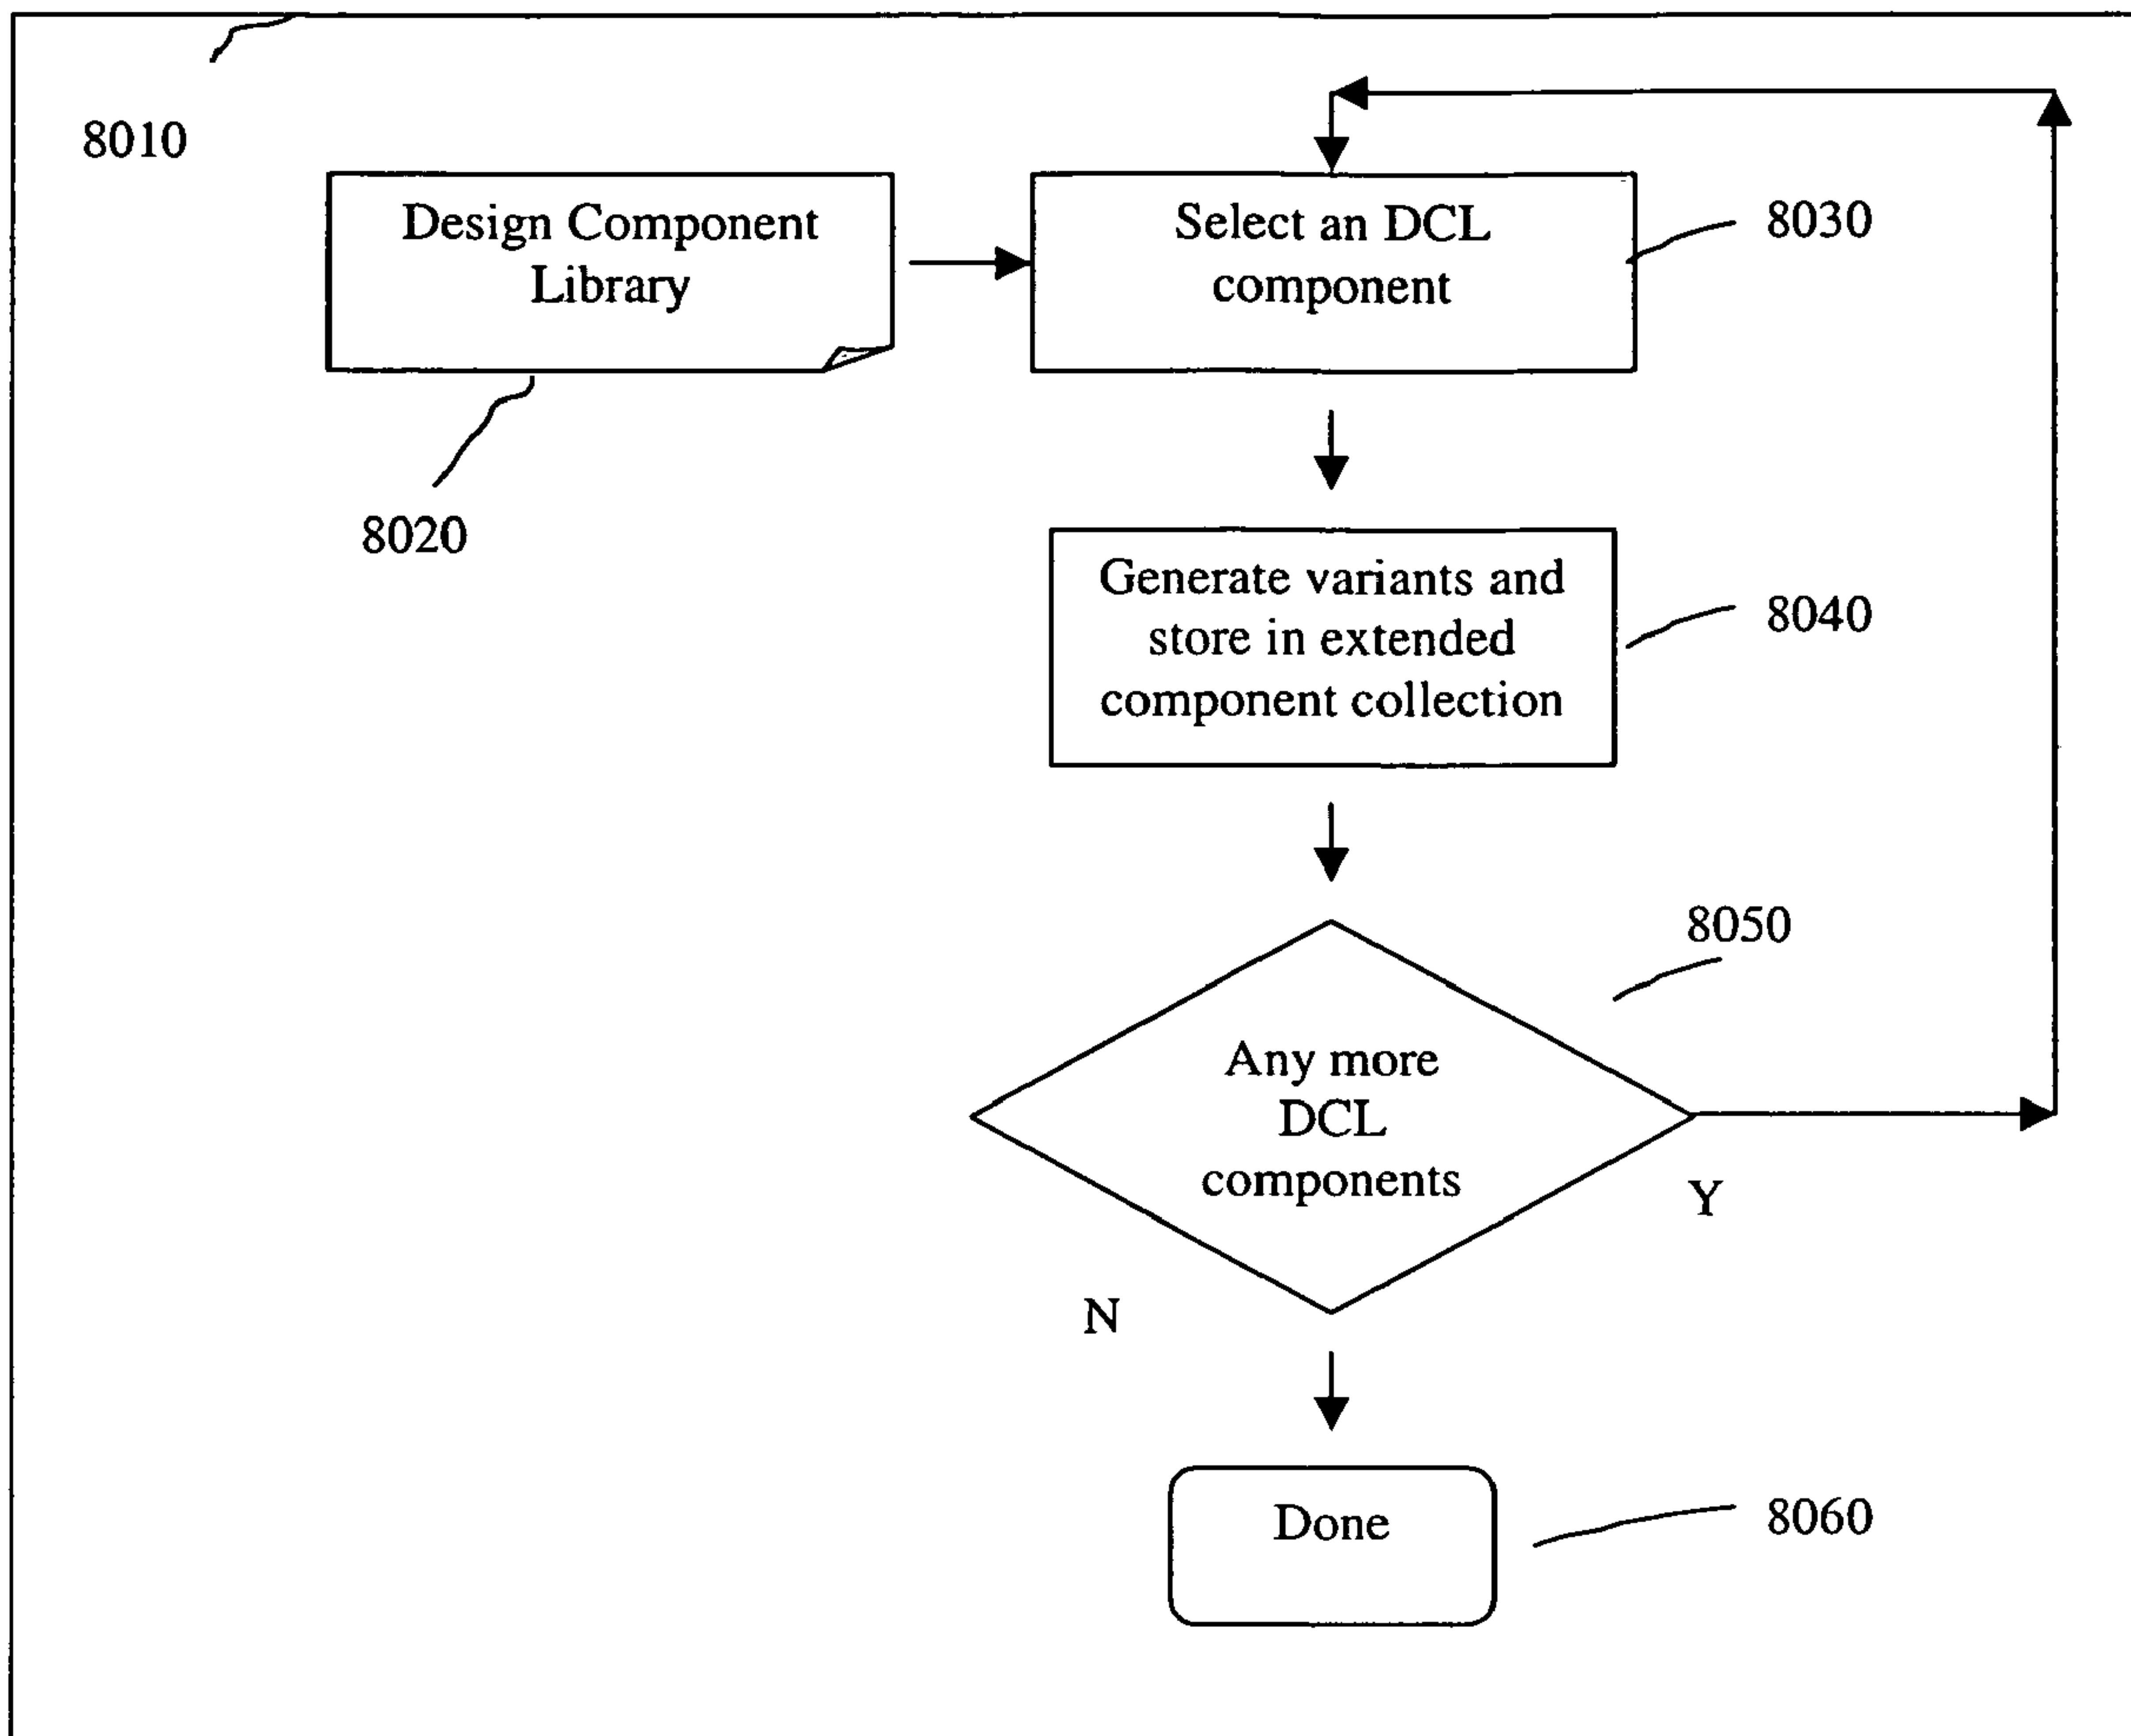 8010
Design Component
Library
8020
Select an DCL
component
8030
Generate variants and
store in extended
component collection
8040
8050
Any more
DCL
components
Y
N
Done
8060